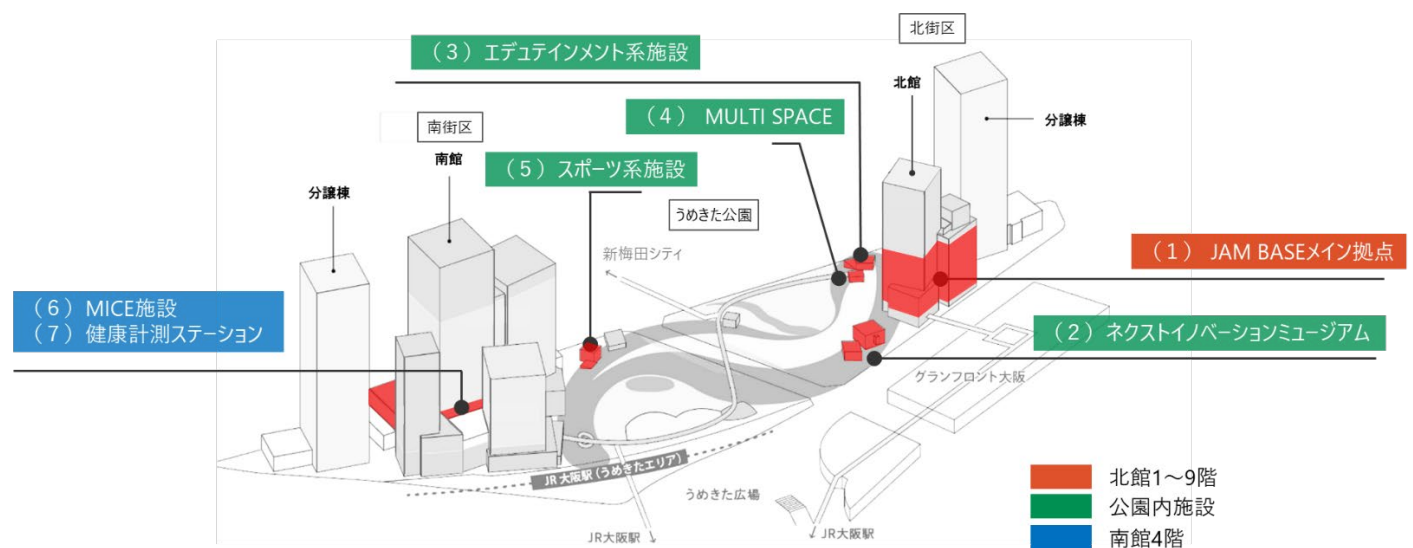 北街区
（３）エデュテインメント系施設
北館
（４） MULTI SPACE
分譲棟
南街区
南館
（５）スポーツ系施設
分譲棟
うめきた公園
新梅田シティ
（１） JAM BASEメイン拠点
（６）MICE施設
（７）健康計測ステーション
（２）ネクストイノベーションミュージアム
グランフロント大阪
JR大阪駅（うめきたエリア）
うめきた広場
JR大阪駅
JR大阪駅
北館1～9階
公園内施設
南館4階